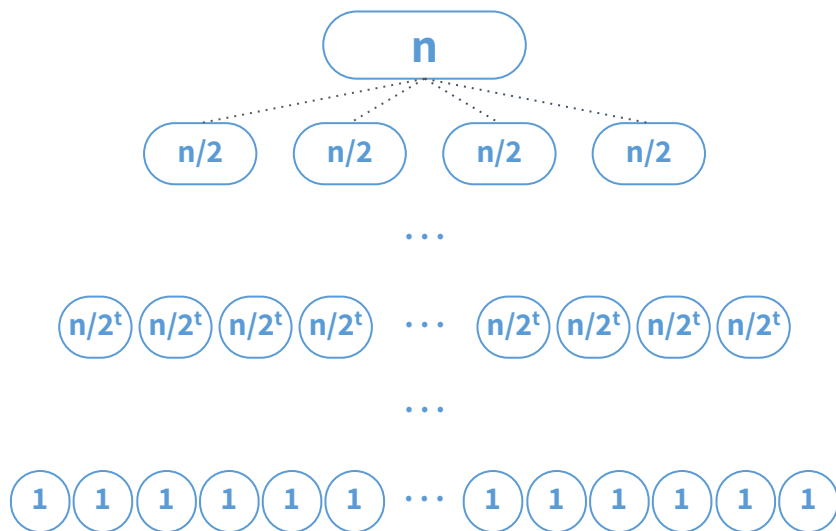 n
n/2 n/2 n/2 n/2
...
n/2ᵗ n/2ᵗ n/2ᵗ n/2ᵗ ... n/2ᵗ n/2ᵗ n/2ᵗ n/2ᵗ
...
1 1 1 1 1 1 ... 1 1 1 1 1 1